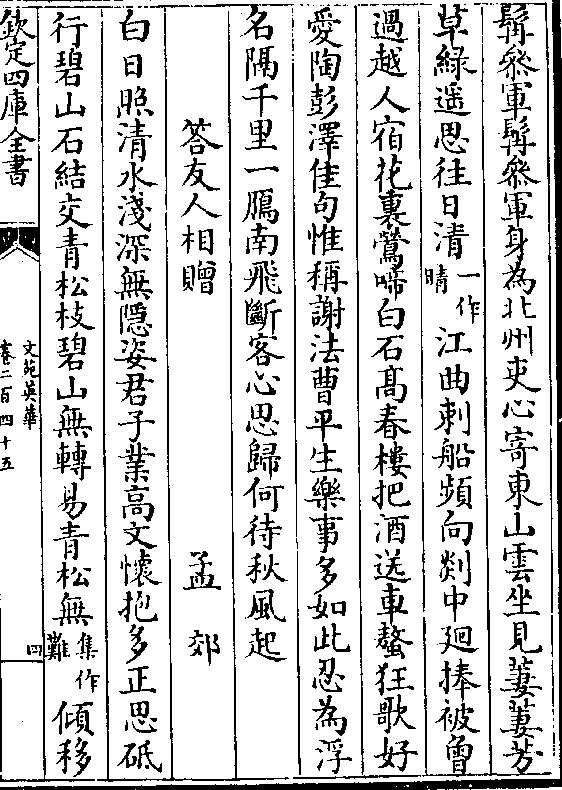 髯叅軍髯叅軍身為北州吏心寄東山雲坐見萋萋芳
草緑遥思往日清一作晴江曲刺船頻向剡中廻捧被曾
過越人宿花裏鶯啼白石髙春樓把酒送車螯狂歌好
愛陶彭澤佳句惟稱謝法曹平生樂事多如此忍為浮
名隔千里一鴈南飛斷客心思歸何待秋風起
答友人相贈 孟郊
白日照清水淺深無隱姿君子業高文懷抱多正思砥
行碧山石結交青松枝碧山無轉易青松無集作難傾移
欽定四庫全書
文苑英華
卷二百四十五
四